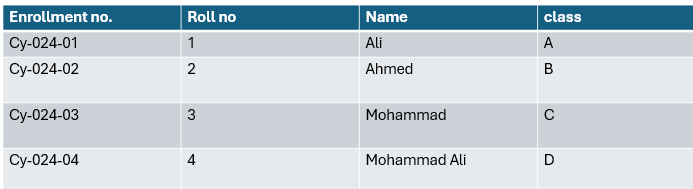 Enrollment no. Roll no Name class
Cy-024-01 1 Ali A
Cy-024-02 2 Ahmed B
Cy-024-03 3 Mohammad C
Cy-024-04 4 Mohammad Ali D